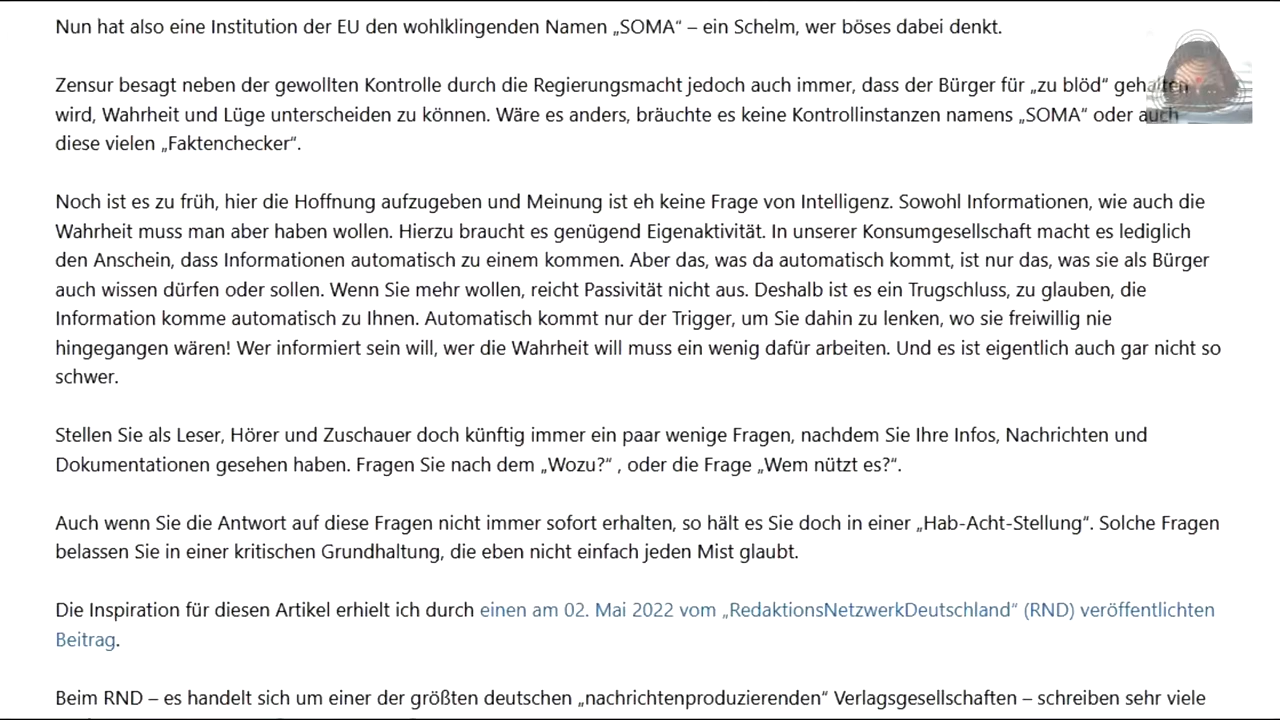 Nun hat also eine Institution der EU den wohlklingenden Namen „SOMA“ – ein Schelm, wer böses dabei denkt.
Zensur besagt neben der gewollten Kontrolle durch die Regierungsmacht jedoch auch immer, dass der Bürger für „zu blöd“ gehalten
wird, Wahrheit und Lüge unterscheiden zu können. Wäre es anders, bräuchte es keine Kontrollinstanzen namens „SOMA“ oder auch
diese vielen „Faktenchecker“.
Noch ist es zu früh, hier die Hoffnung aufzugeben und Meinung ist eh keine Frage von Intelligenz. Sowohl Informationen, wie auch die
Wahrheit muss man aber haben wollen. Hierzu braucht es genügend Eigenaktivität. In unserer Konsumgesellschaft macht es lediglich
den Anschein, dass Informationen automatisch zu einem kommen. Aber das, was da automatisch kommt, ist nur das, was sie als Bürger
auch wissen dürfen oder sollen. Wenn Sie mehr wollen, reicht Passivität nicht aus. Deshalb ist es ein Trugschluss, zu glauben, die
Information komme automatisch zu Ihnen. Automatisch kommt nur der Trigger, um Sie dahin zu lenken, wo sie freiwillig nie
hingegangen wären! Wer informiert sein will, wer die Wahrheit will muss ein wenig dafür arbeiten. Und es ist eigentlich auch gar nicht so
schwer.
Stellen Sie als Leser, Hörer und Zuschauer doch künftig immer ein paar wenige Fragen, nachdem Sie Ihre Infos, Nachrichten und
Dokumentationen gesehen haben. Fragen Sie nach dem „Wozu?“ , oder die Frage „Wem nützt es?“.
Auch wenn Sie die Antwort auf diese Fragen nicht immer sofort erhalten, so hält es Sie doch in einer „Hab-Acht-Stellung“. Solche Fragen
belassen Sie in einer kritischen Grundhaltung, die eben nicht einfach jeden Mist glaubt.
Die Inspiration für diesen Artikel erhielt ich durch einen am 02. Mai 2022 vom „RedaktionsNetzwerkDeutschland“ (RND) veröffentlichten
Beitrag.
Beim RND – es handelt sich um einer der größten deutschen „nachrichtenproduzierenden“ Verlagsgesellschaften – schreiben sehr viele